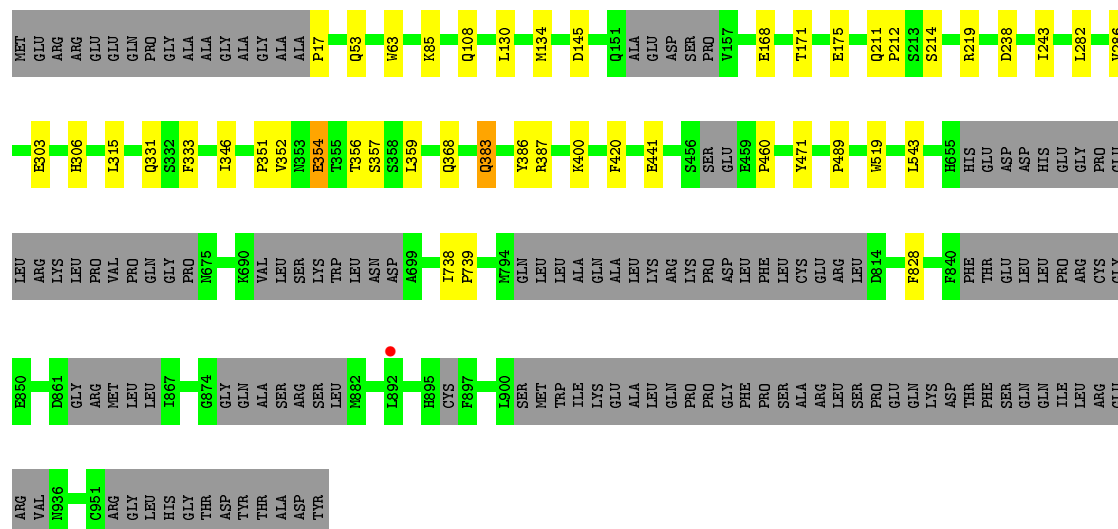 MET GLU ARG ARG GLU GLU GLN PRO GLY ALA ALA GLY ALA GLY ALA ALA P17 Q53 W63 K85 Q108 L130 M134 D145 Q151 ALA GLU ASP SER PRO V157 E168 T171 E175 Q211 P212 S213 S214 R219 D238 I243 L282 V286
E303 H306 L315 Q331 S332 F333 I346 P351 V352 N353 E354 T355 T356 S357 S358 L359 Q368 Q383 Y386 R387 K400 F420 E441 S456 SER GLU E459 P460 Y471 P489 W519 L543 H655 HIS GLU ASP ASP HIS GLU GLY PRO GLU
LEU ARG LYS LEU PRO VAL PRO GLN GLY PRO N675 K690 VAL LEU SER LYS TRP LEU ASN ASP A699 I738 P739 M794 GLN LEU LEU ALA GLN ALA LEU LYS ARG LYS PRO ASP LEU PHE LEU CYS GLU ARG LEU D814 F828 F840 PHE THR GLU LEU LEU PRO ARG CYS GLY
E850 D861 GLY ARG MET LEU LEU I867 G874 GLY GLN ALA SER ARG SER LEU M882 L892 H895 CYS F897 L900 SER MET TRP ILE LYS GLU ALA LEU GLN PRO PRO GLY PHE PRO SER ALA ARG LEU SER PRO GLU GLN LYS ASP THR PHE SER GLN GLN ILE LEU ARG GLU
ARG VAL N936 C951 ARG GLY LEU HIS GLY THR ASP TYR THR ALA ASP TYR